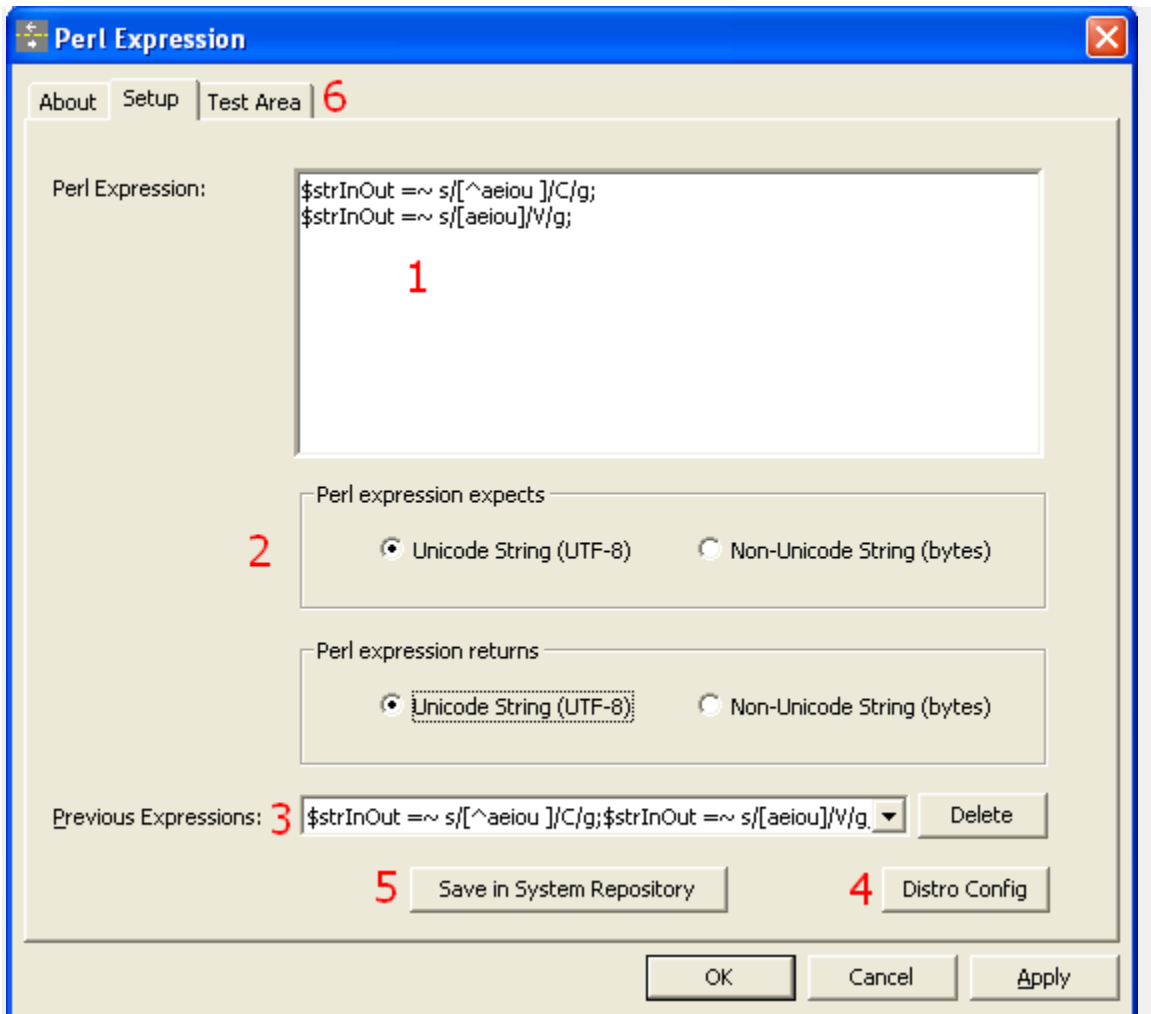 Perl Expression
About Setup Test Area 6
Perl Expression:
$strInOut =~ s/[^aeiou ]/C/g;
$strInOut =~ s/[aeiou]/V/g;
1
Perl expression expects
2 Unicode String (UTF-8) Non-Unicode String (bytes)
Perl expression returns
Unicode String (UTF-8) Non-Unicode String (bytes)
Previous Expressions: 3 $strInOut =~ s/[^aeiou ]/C/g;$strInOut =~ s/[aeiou]/V/g Delete
5 Save in System Repository 4 Distro Config
OK Cancel Apply